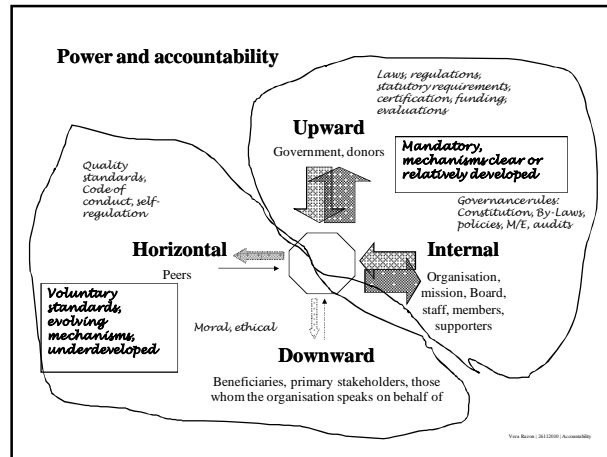 Power and accountability
Laws, regulations,
statutory requirements,
certification, funding,
evaluations
Upward
Government, donors
Mandatory,
mechanisms clear or
relatively developed
Quality
standards,
Code of
conduct, self-
regulation
Governance rules:
Constitution, By-Laws,
policies, M/E, audits
Horizontal
Peers
Internal
Organisation,
mission, Board,
staff, members,
supporters
Voluntary
standards,
evolving
mechanisms,
underdeveloped
Moral, ethical
Downward
Beneficiaries, primary stakeholders, those
whom the organisation speaks on behalf of
Accountability